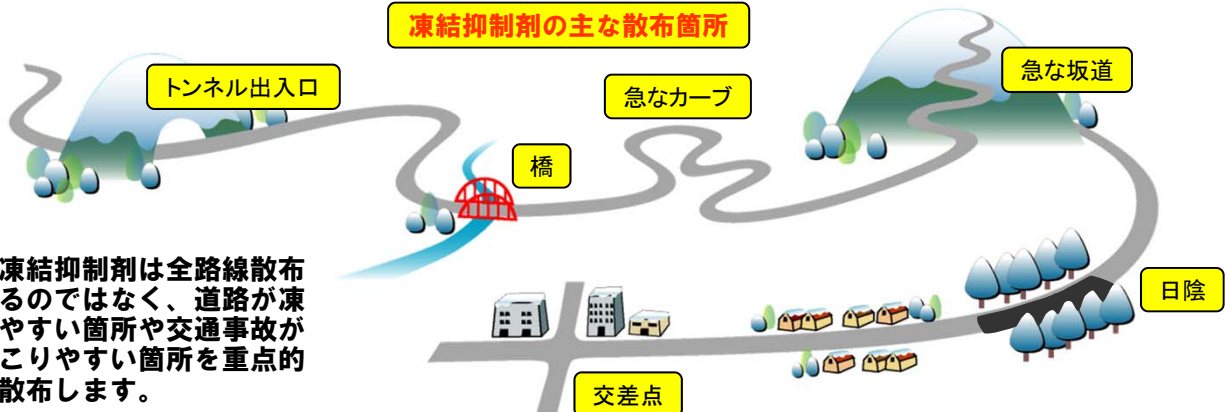 凍結抑制剤の主な散布箇所
トンネル出入口
急なカーブ
急な坂道
橋
日陰
交差点
凍結抑制剤は全路線散布
るのではなく、道路が凍
やすい箇所や交通事故が
こりやすい箇所を重点的
散布します。